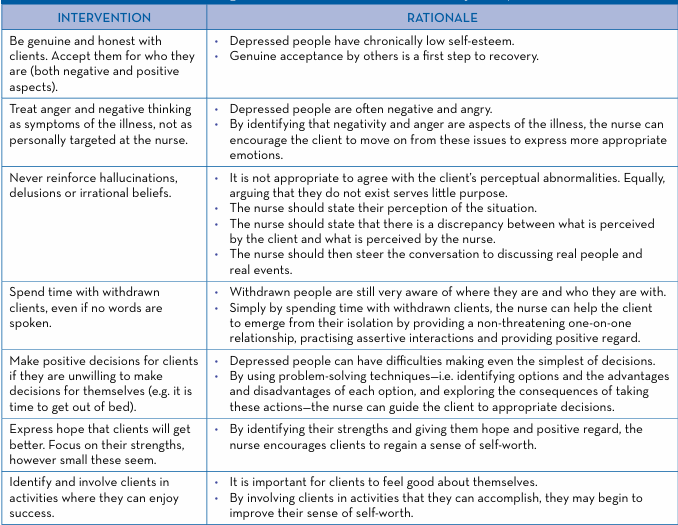 INTERVENTION
RATIONALE
Be genuine and honest with
clients. Accept them for who they
are (both negative and positive
aspects).
• Depressed people have chronically low self-esteem.
• Genuine acceptance by others is a first step to recovery.
Treat anger and negative thinking
as symptoms of the illness, not as
personally targeted at the nurse.
• Depressed people are often negative and angry.
• By identifying that negativity and anger are aspects of the illness, the nurse can
encourage the client to move on from these issues to express more appropriate
emotions.
Never reinforce hallucinations,
delusions or irrational beliefs.
• It is not appropriate to agree with the client's perceptual abnormalities. Equally,
arguing that they do not exist serves little purpose.
• The nurse should state their perception of the situation.
• The nurse should state that there is a discrepancy between what is perceived
by the client and what is perceived by the nurse.
• The nurse should then steer the conversation to discussing real people and
real events.
Spend time with withdrawn
clients, even if no words are
spoken.
• Withdrawn people are still very aware of where they are and who they are with.
• Simply by spending time with withdrawn clients, the nurse can help the client
to emerge from their isolation by providing a non-threatening one-on-one
relationship, practising assertive interactions and providing positive regard.
Make positive decisions for clients
if they are unwilling to make
decisions for themselves (e.g. it is
time to get out of bed).
• Depressed people can have difficulties making even the simplest of decisions.
• By using problem-solving techniques—i.e. identifying options and the advantages
and disadvantages of each option, and exploring the consequences of taking
these actions—the nurse can guide the client to appropriate decisions.
Express hope that clients will get
better. Focus on their strengths,
however small these seem.
• By identifying their strengths and giving them hope and positive regard, the
nurse encourages clients to regain a sense of self-worth.
Identify and involve clients in
activities where they can enjoy
success.
• It is important for clients to feel good about themselves.
• By involving clients in activities that they can accomplish, they may begin to
improve their sense of self-worth.